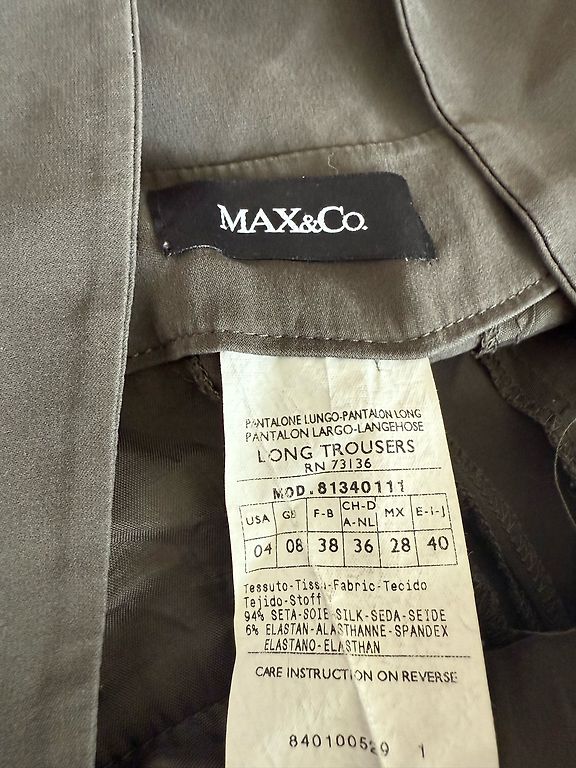 MAX&Co.
PANTALONE LUNGO-PANTALON LONG
PANTALON LARGO-LANGEHOSE
LONG TROUSERS
RN 73136
MOD.81340111
USA GB F-B CH-D A-NL MX E-I-J
04 08 38 36 28 40
Tessuto-Tissu-Fabric-Tecido
Tejido-Stoff
94% SETA-SOIE-SILK-SEDA-SEIDE
6% ELASTAN-ALASTHANNE-SPANDEX
ELASTANO-ELASTHAN
CARE INSTRUCTION ON REVERSE
840100529 1